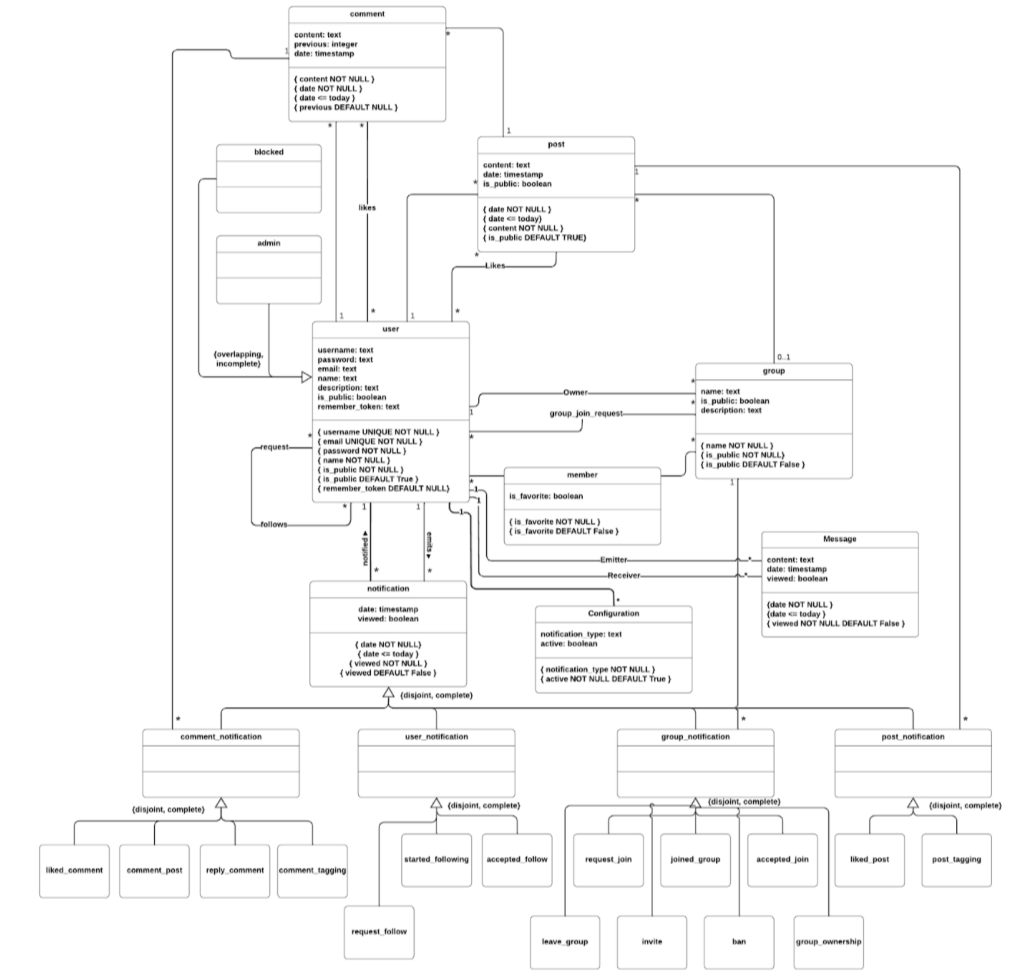 comment
content: text
previous: integer
date: timestamp
{ content NOT NULL }
{ date NOT NULL }
{ date <= today }
{ previous DEFAULT NULL }
*
1
*
*
1
blocked
post
content: text
date: timestamp
is_public: boolean
{ date NOT NULL }
{ date <= today)
{ content NOT NULL }
{ is_public DEFAULT TRUE)
*
1
*
*
likes
admin
Likes
1
*
1
*
user
username: text
password: text
email: text
name: text
description: text
is_public: boolean
remember_token: text
{ username UNIQUE NOT NULL }
{ email UNIQUE NOT NULL }
{ password NOT NULL }
{ name NOT NULL }
{ is_public NOT NULL }
{ is_public DEFAULT True }
{ remember_token DEFAULT NULL}
{overlapping,
incomplete}
0..1
group
name: text
is_public: boolean
description: text
{ name NOT NULL }
{ is_public NOT NULL}
{ is_public DEFAULT False }
*
*
*
1
Owner
1
group_join_request
*
*
request
follows
*
member
is_favorite: boolean
{ is_favorite NOT NULL }
{ is_favorite DEFAULT False }
*
1
1
1
1
1
notified
emits
*
*
Emitter
*
Receiver
*
Message
content: text
date: timestamp
viewed: boolean
{date NOT NULL }
{date <= today }
{ viewed NOT NULL DEFAULT False }
notification
date: timestamp
viewed: boolean
{ date NOT NULL}
{ date <= today }
{ viewed NOT NULL }
{ viewed DEFAULT False }
*
Configuration
notification_type: text
active: boolean
{ notification_type NOT NULL }
{ active NOT NULL DEFAULT True }
{disjoint, complete}
*
*
*
comment_notification
user_notification
group_notification
post_notification
{disjoint, complete}
{disjoint, complete}
{disjoint, complete}
{disjoint, complete}
liked_comment
comment_post
reply_comment
comment_tagging
started_following
accepted_follow
request_join
joined_group
accepted_join
liked_post
post_tagging
request_follow
leave_group
invite
ban
group_ownership